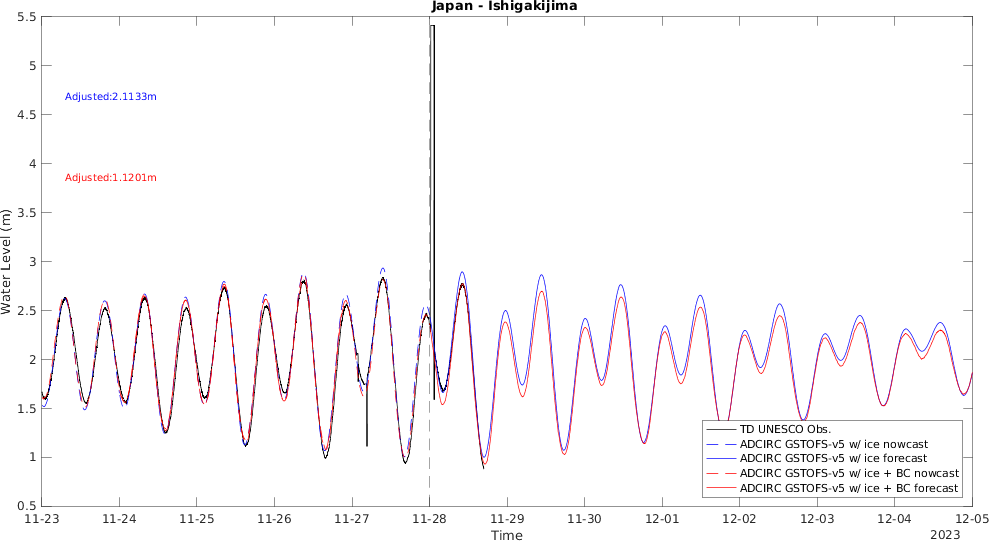 Japan - Ishigakijima
5.5
5
4.5
4
3.5
3
2.5
2
1.5
1
0.5
Water Level (m)
Adjusted:2.1133m
Adjusted:1.1201m
TD UNESCO Obs.
ADCIRC GSTOFS-v5 w/ ice nowcast
ADCIRC GSTOFS-v5 w/ ice forecast
ADCIRC GSTOFS-v5 w/ ice + BC nowcast
ADCIRC GSTOFS-v5 w/ ice + BC forecast
11-23 11-24 11-25 11-26 11-27 11-28 11-29 11-30 12-01 12-02 12-03 12-04 12-05
Time
2023